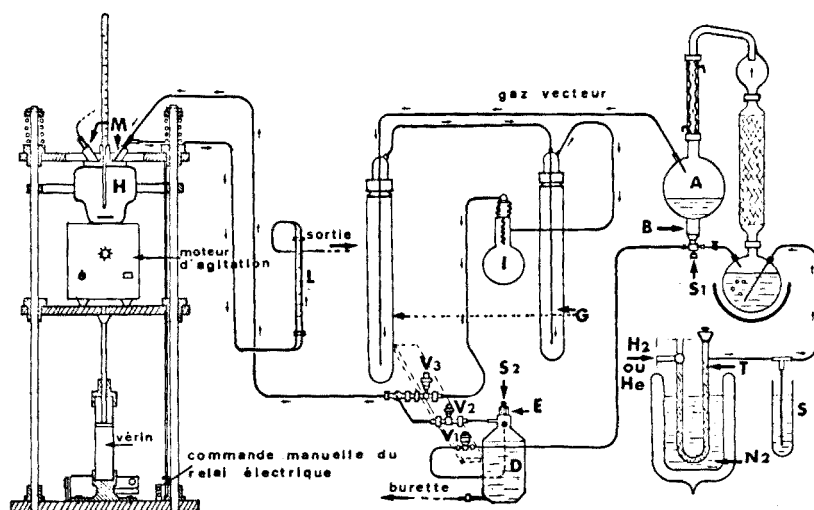 gaz vecteur
M
H
A
sortie
B
moteur
d'agitation
L
S1
G
V3
S2
H2
ou
He
T
E
V2
V1
S
D
vérin
N2
commande manuelle du
relai électrique
burette